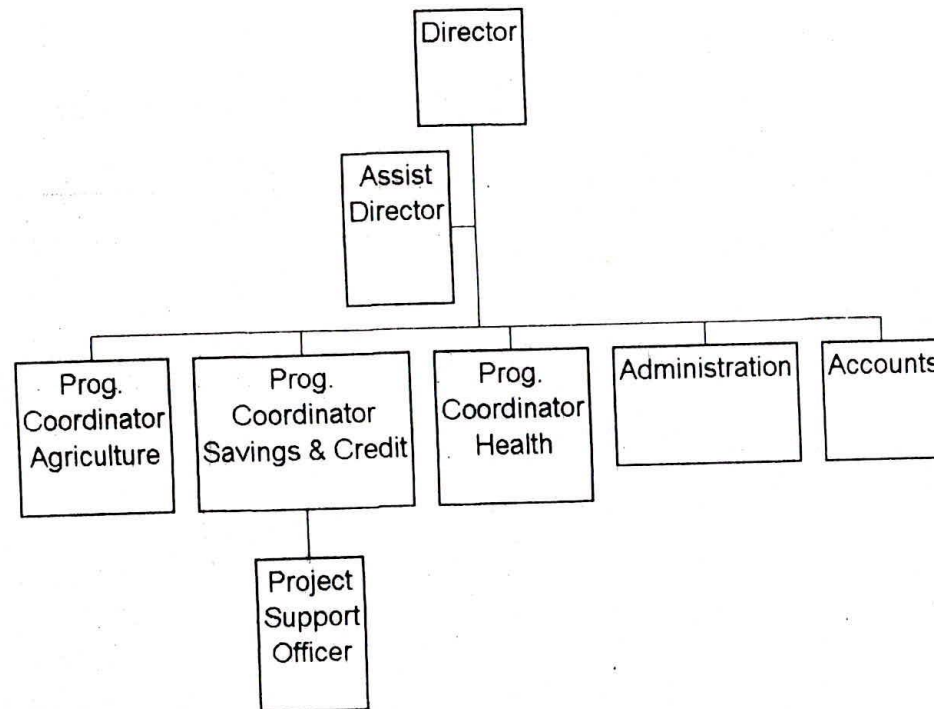 Director
Assist
Director
Prog.
Coordinator
Agriculture
Prog.
Coordinator
Savings & Credit
Prog.
Coordinator
Health
Administration
Accounts
Project
Support
Officer